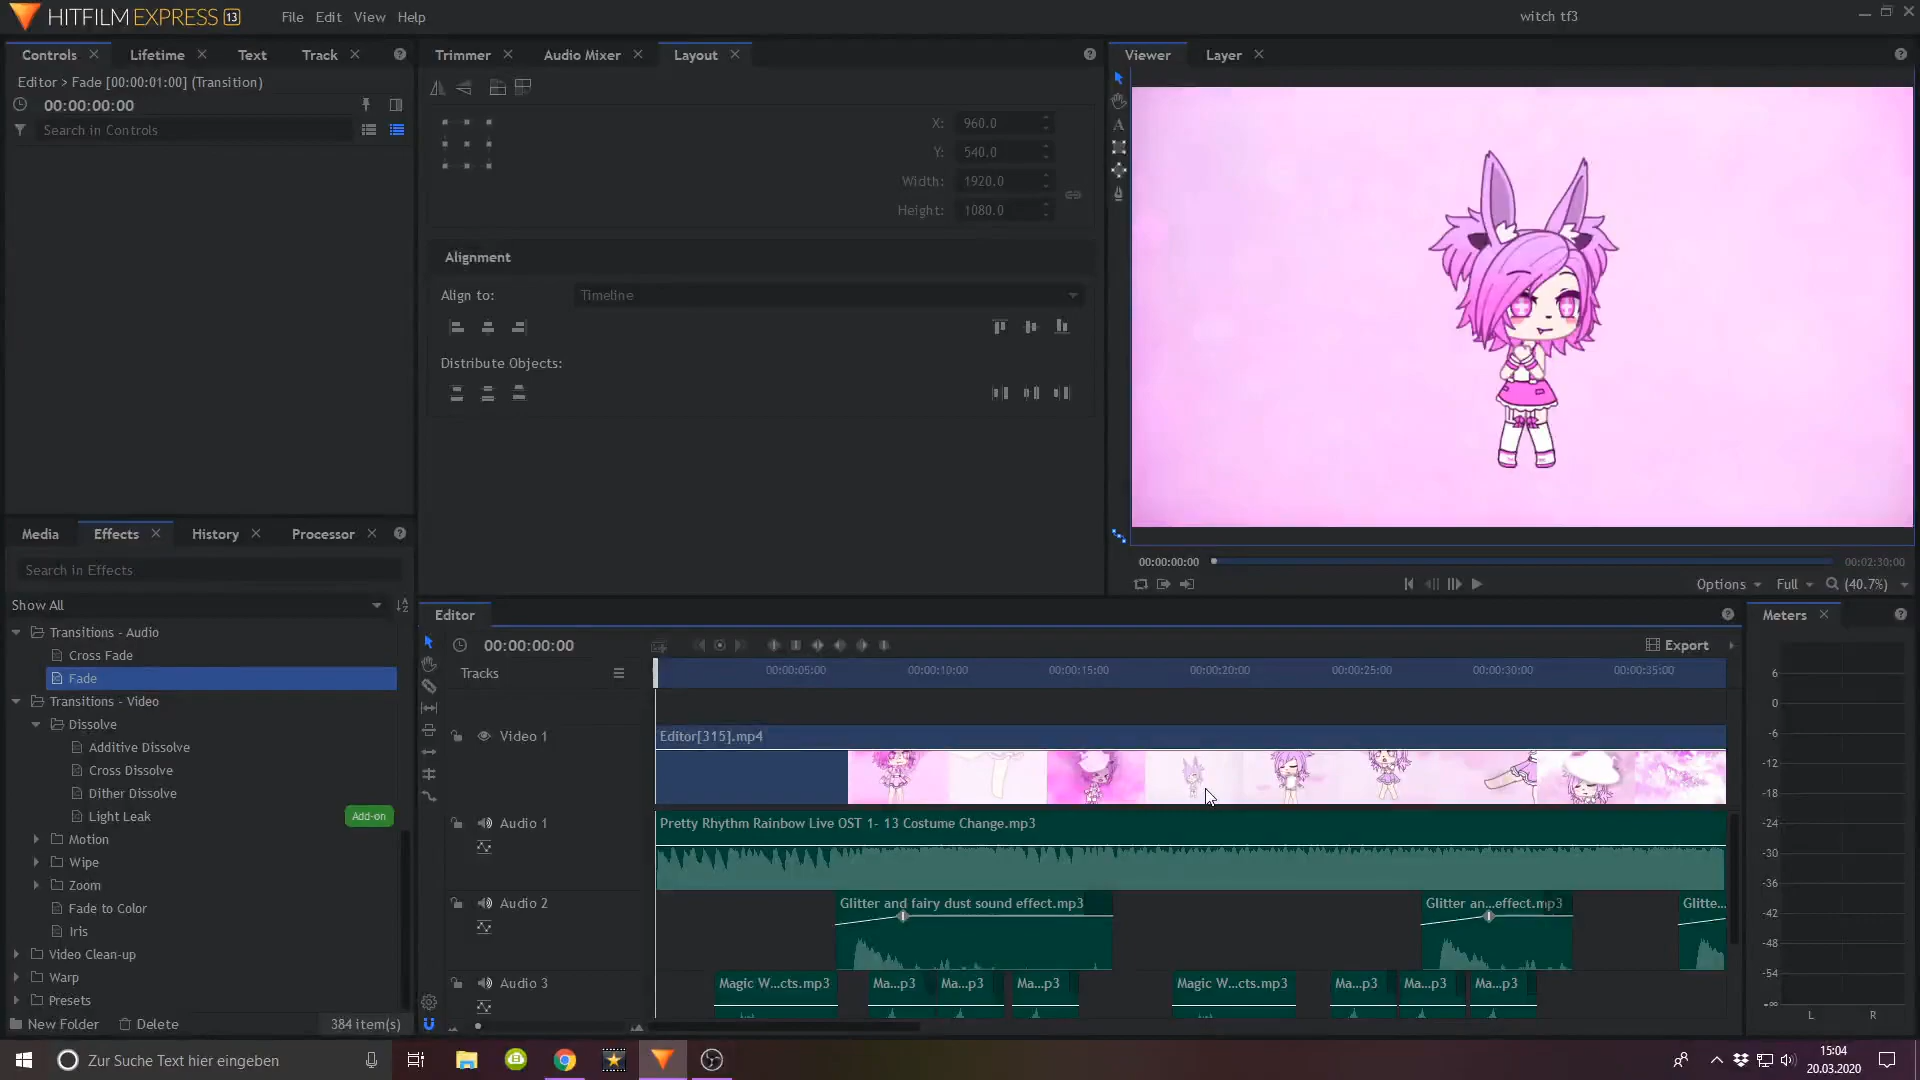 HITFILM EXPRESS 13 File Edit View Help witch tf3
Controls Lifetime Text Track
Trimmer Audio Mixer Layout
Viewer Layer
Editor > Fade [00:00:01:00] (Transition)
00:00:00:00
Search in Controls
X: 960.0
Y: 540.0
Width: 1920.0
Height: 1080.0
Alignment
Align to: Timeline
Distribute Objects:
00:00:00:00 00:02:30:00
Options Full (40.7%)
Media Effects History Processor
Search in Effects
Show All
Transitions - Audio
Cross Fade
Fade
Transitions - Video
Dissolve
Additive Dissolve
Cross Dissolve
Dither Dissolve
Light Leak Add-on
Motion
Wipe
Zoom
Fade to Color
Iris
Video Clean-up
Warp
Presets
New Folder Delete 384 item(s)
Editor
00:00:00:00 Export
Tracks
00:00:05:00 00:00:10:00 00:00:15:00 00:00:20:00 00:00:25:00 00:00:30:00 00:00:35:00
Video 1 Editor[315].mp4
Audio 1 Pretty Rhythm Rainbow Live OST 1- 13 Costume Change.mp3
Audio 2 Glitter and fairy dust sound effect.mp3 Glitter an...effect.mp3 Glitte...
Audio 3 Magic W...cts.mp3 Ma...p3 Ma...p3 Ma...p3 Magic W...cts.mp3 Ma...p3 Ma...p3 Ma...p3
Meters
6
0
-6
-12
-18
-24
-30
-36
-42
-48
-54
-∞
L R
Zur Suche Text hier eingeben
15:04
20.03.2020